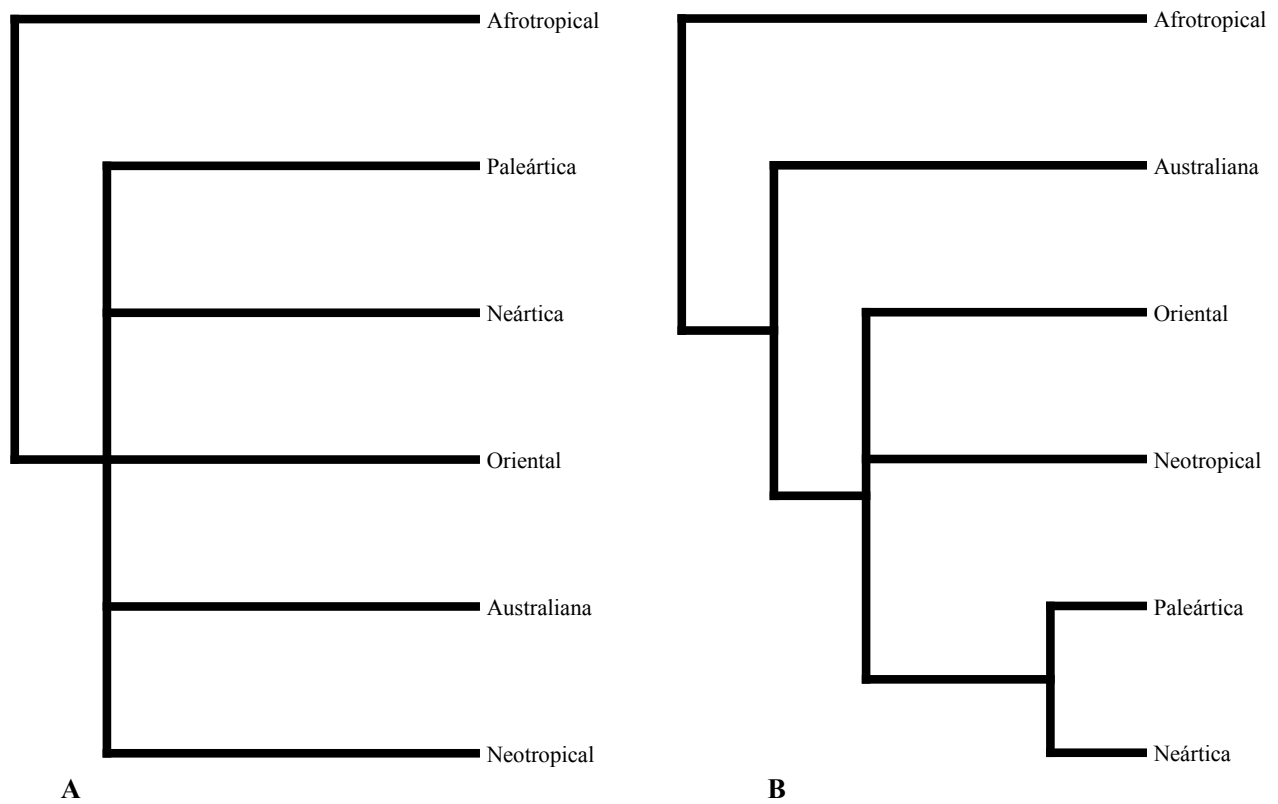 Afrotropical
Paleártica
Neártica
Oriental
Australiana
Neotropical
A
Afrotropical
Australiana
Oriental
Neotropical
Paleártica
Neártica
B